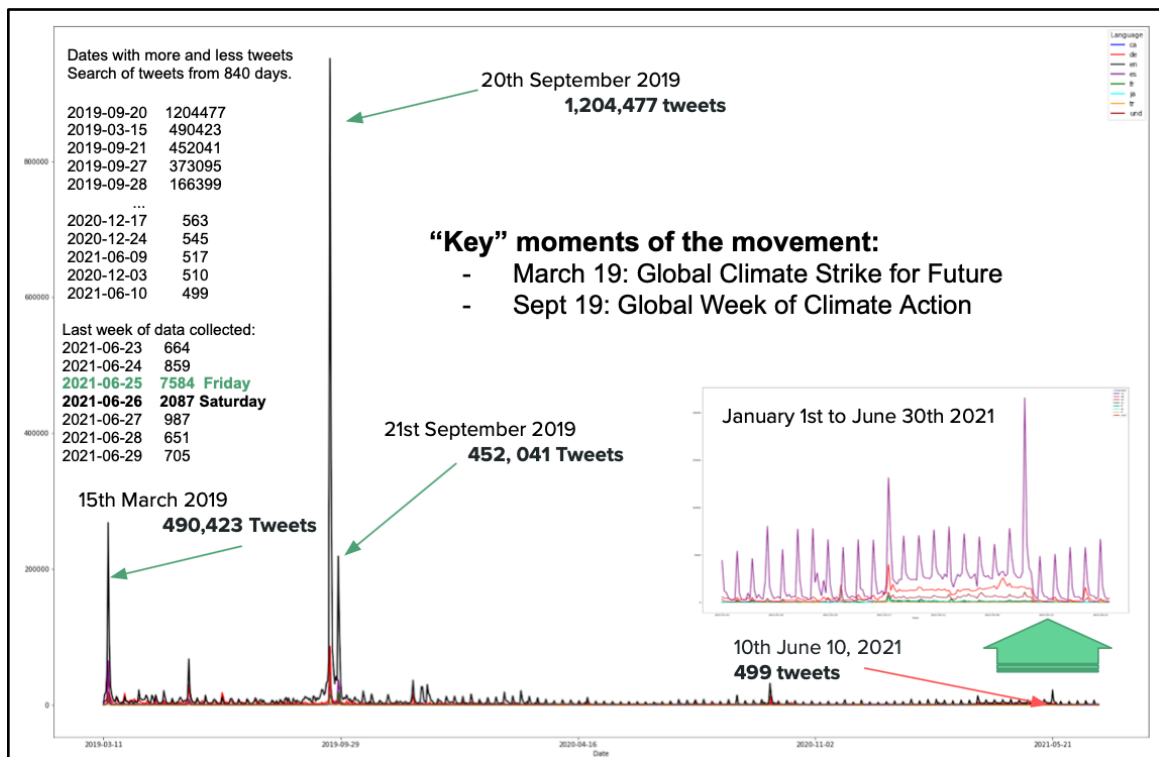 Dates with more and less tweets
Search of tweets from 840 days.
2019-09-20 1204477
2019-03-15 490423
2019-09-21 452041
2019-09-27 373095
2019-09-28 166399
...
2020-12-17 563
2020-12-24 545
2021-06-09 517
2020-12-03 510
2021-06-10 499
Last week of data collected:
2021-06-23 664
2021-06-24 859
2021-06-25 7584 Friday
2021-06-26 2087 Saturday
2021-06-27 987
2021-06-28 651
2021-06-29 705
20th September 2019
1,204,477 tweets
“Key” moments of the movement:
- March 19: Global Climate Strike for Future
- Sept 19: Global Week of Climate Action
21st September 2019
452, 041 Tweets
15th March 2019
490,423 Tweets
January 1st to June 30th 2021
10th June 10, 2021
499 tweets
Language
ca
de
en
es
fr
ja
tr
und
800000
600000
400000
200000
0
2019-03-11
2019-09-29
2020-04-16
2020-11-02
2021-05-21
Date